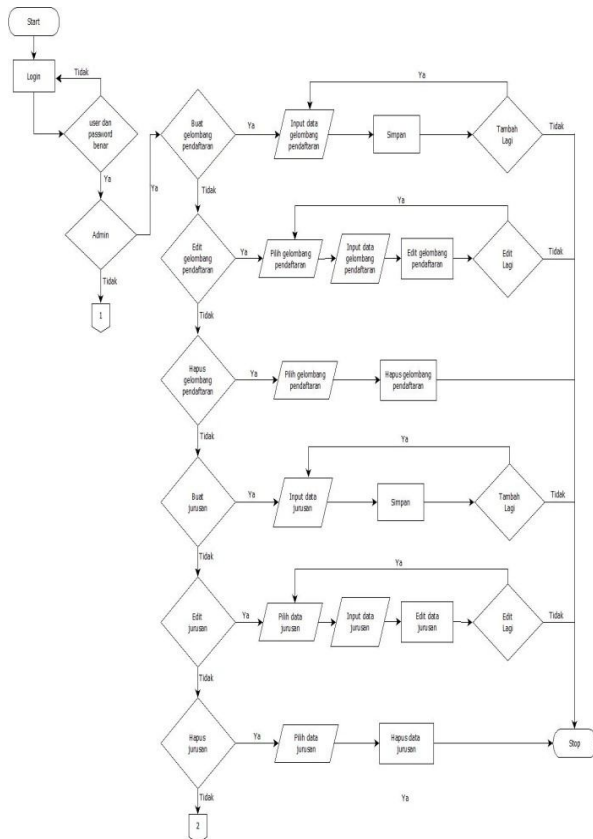 Start
Login
Tidak
user dan
password
benar
Ya
Ya
Admin
Tidak
1
Buat
gelombang
pendaftaran
Ya
Input data
gelombang
pendaftaran
Simpan
Tambah
Lagi
Ya
Tidak
Tidak
Edit
gelombang
pendaftaran
Ya
Pilih gelombang
pendaftaran
Input data
gelombang
pendaftaran
Edit gelombang
pendaftaran
Edit
Lagi
Ya
Tidak
Tidak
Hapus
gelombang
pendaftaran
Ya
Pilih gelombang
pendaftaran
Hapus gelombang
pendaftaran
Tidak
Buat
jurusan
Ya
Input data
jurusan
Simpan
Tambah
Lagi
Ya
Tidak
Tidak
Edit
jurusan
Ya
Pilih data
jurusan
Input data
jurusan
Edit data
jurusan
Edit
Lagi
Ya
Tidak
Tidak
Hapus
jurusan
Ya
Pilih data
jurusan
Hapus data
jurusan
Stop
Tidak
Ya
2